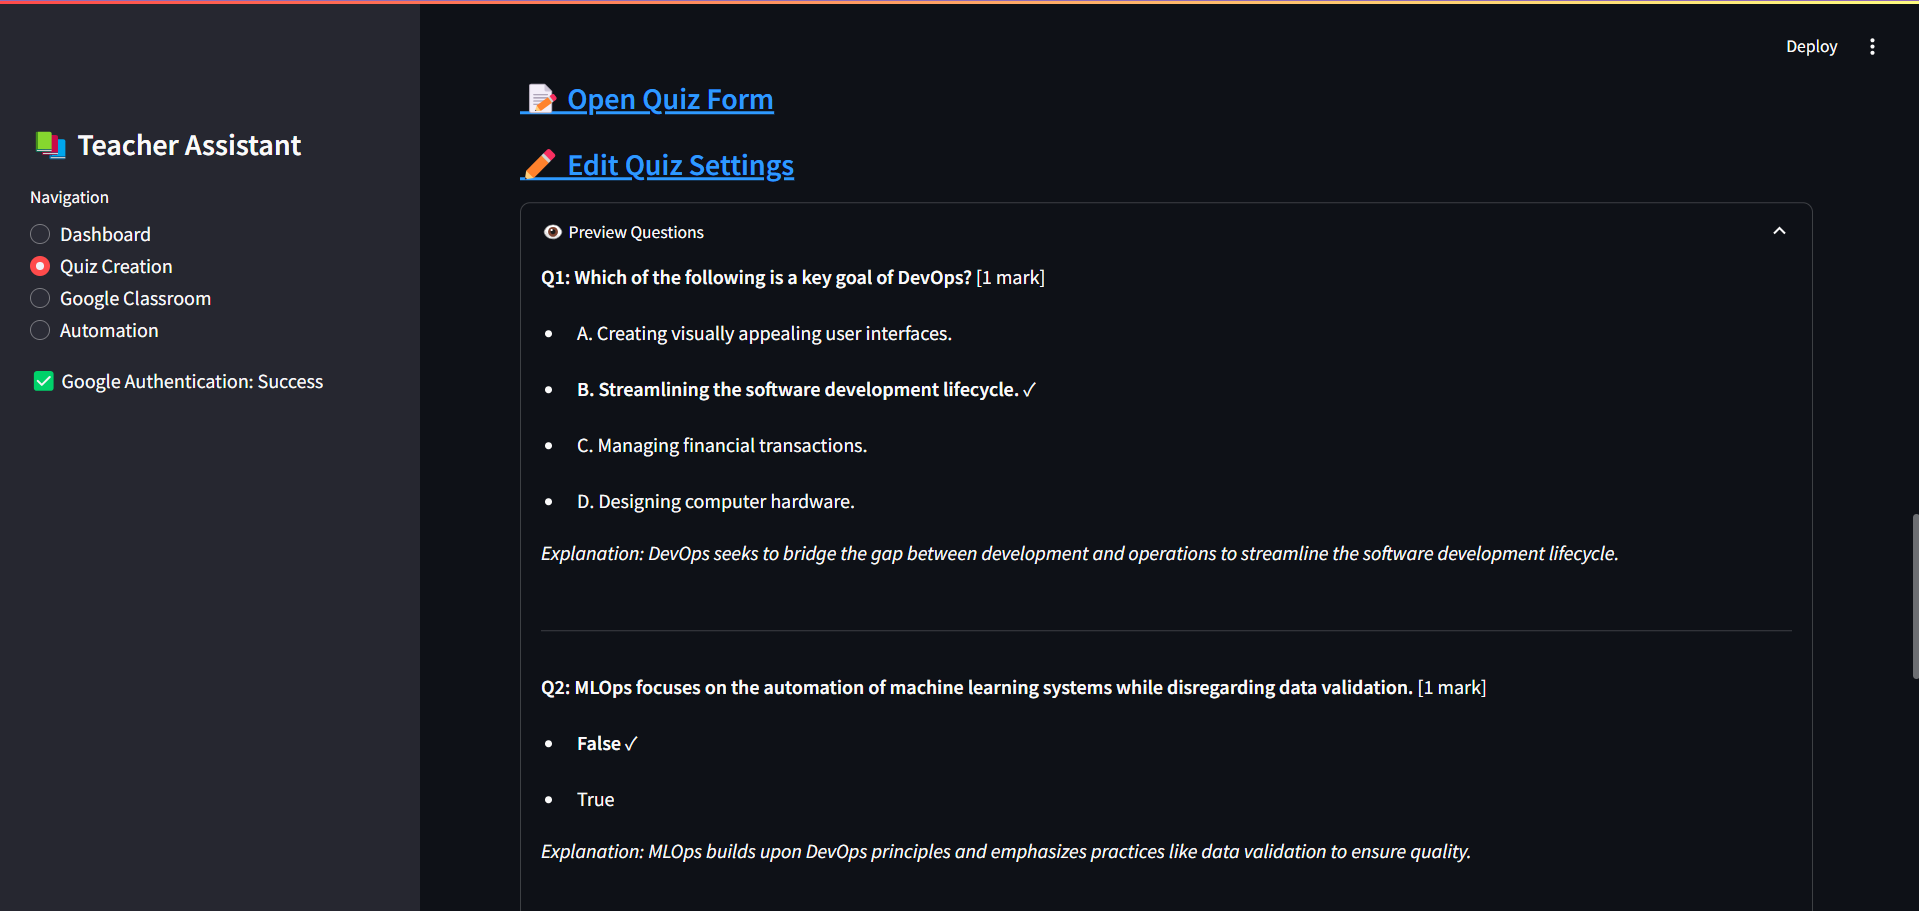 Deploy
📚 Teacher Assistant
Navigation
Dashboard
Quiz Creation
Google Classroom
Automation
✅ Google Authentication: Success
📝 Open Quiz Form
✏️ Edit Quiz Settings
👁️ Preview Questions
Q1: Which of the following is a key goal of DevOps? [1 mark]
• A. Creating visually appealing user interfaces.
• B. Streamlining the software development lifecycle. ✓
• C. Managing financial transactions.
• D. Designing computer hardware.
Explanation: DevOps seeks to bridge the gap between development and operations to streamline the software development lifecycle.
Q2: MLOps focuses on the automation of machine learning systems while disregarding data validation. [1 mark]
• False ✓
• True
Explanation: MLOps builds upon DevOps principles and emphasizes practices like data validation to ensure quality.